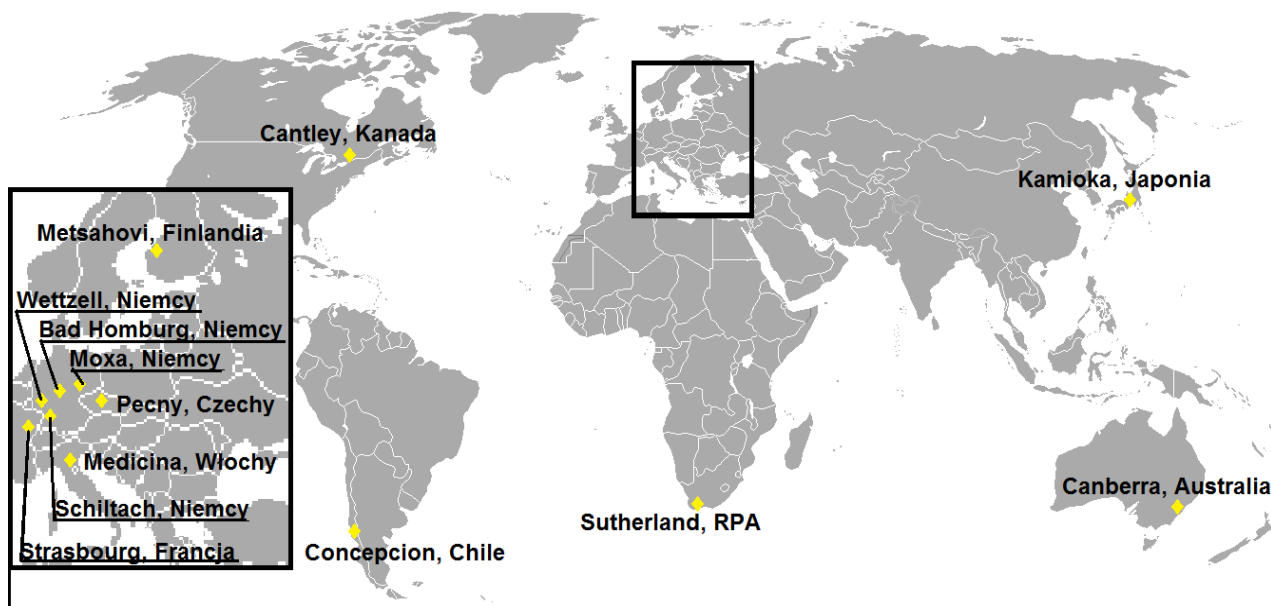 Cantley, Kanada
Kamioka, Japonia
Metsahovi, Finlandia
Wettzell, Niemcy
Bad Homburg, Niemcy
Moxa, Niemcy
Pecny, Czechy
Medicina, Włochy
Schiltach, Niemcy
Strasbourg, Francja
Concepcion, Chile
Sutherland, RPA
Canberra, Australia